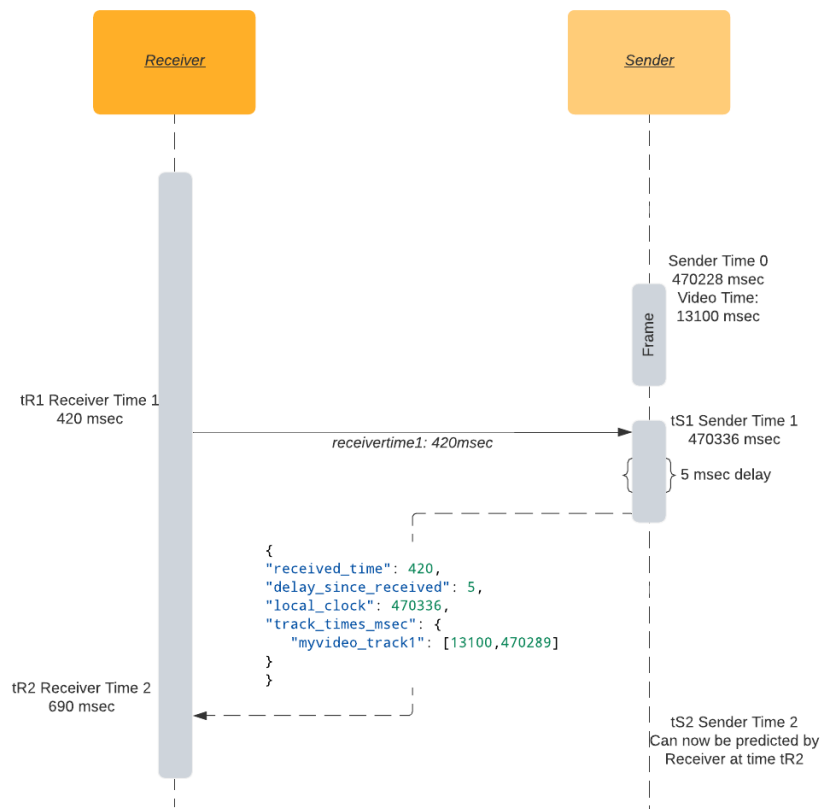 Receiver
Sender
Sender Time 0
470228 msec
Video Time:
13100 msec
Frame
tR1 Receiver Time 1
420 msec
receivertime1: 420msec
tS1 Sender Time 1
470336 msec
5 msec delay
{
"received_time": 420,
"delay_since_received": 5,
"local_clock": 470336,
"track_times_msec": {
"myvideo_track1": [13100,470289]
}
}
tR2 Receiver Time 2
690 msec
tS2 Sender Time 2
Can now be predicted by
Receiver at time tR2